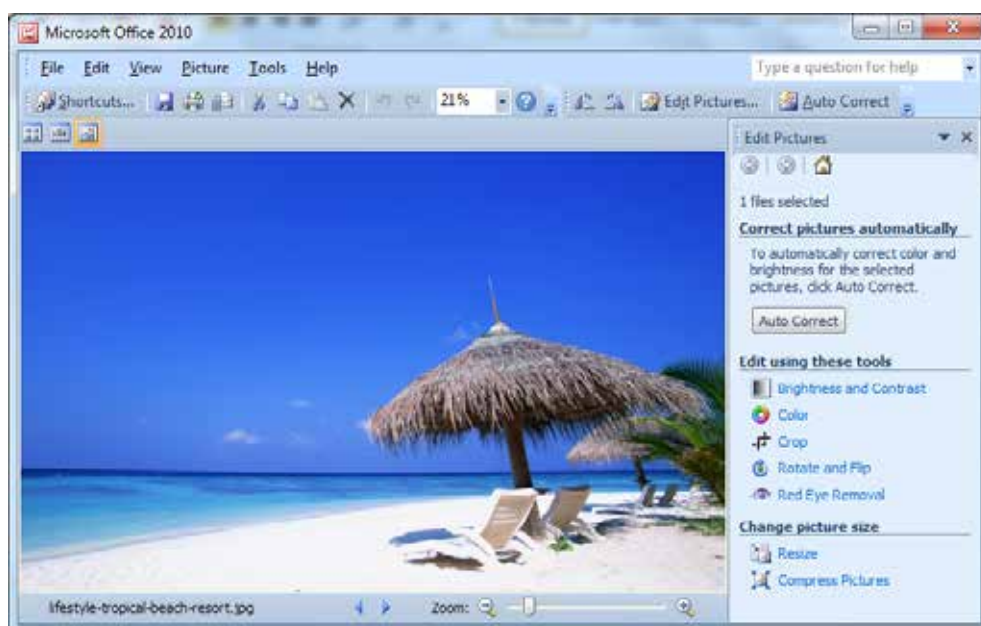 Microsoft Office 2010
File Edit View Picture Tools Help
Type a question for help
Shortcuts... 21% Edit Pictures... Auto Correct
Edit Pictures
1 files selected
Correct pictures automatically
To automatically correct color and
brightness for the selected
pictures, click Auto Correct.
Auto Correct
Edit using these tools
Brightness and Contrast
Color
Crop
Rotate and Flip
Red Eye Removal
Change picture size
Resize
Compress Pictures
lifestyle-tropical-beach-resort.jpg Zoom: